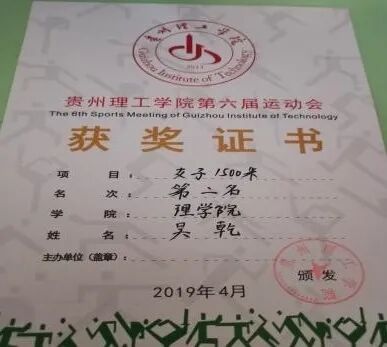 贵州理工学院
2013
Guizhou Institute of Technology
贵州理工学院第六届运动会
The 6th Sports Meeting of Guizhou Institute of Technology
获奖证书
项 目： 女子1500米
名 次： 第二名
学 院： 理学院
姓 名： 吴乾
主办单位（盖章）： 颁发
2019年4月